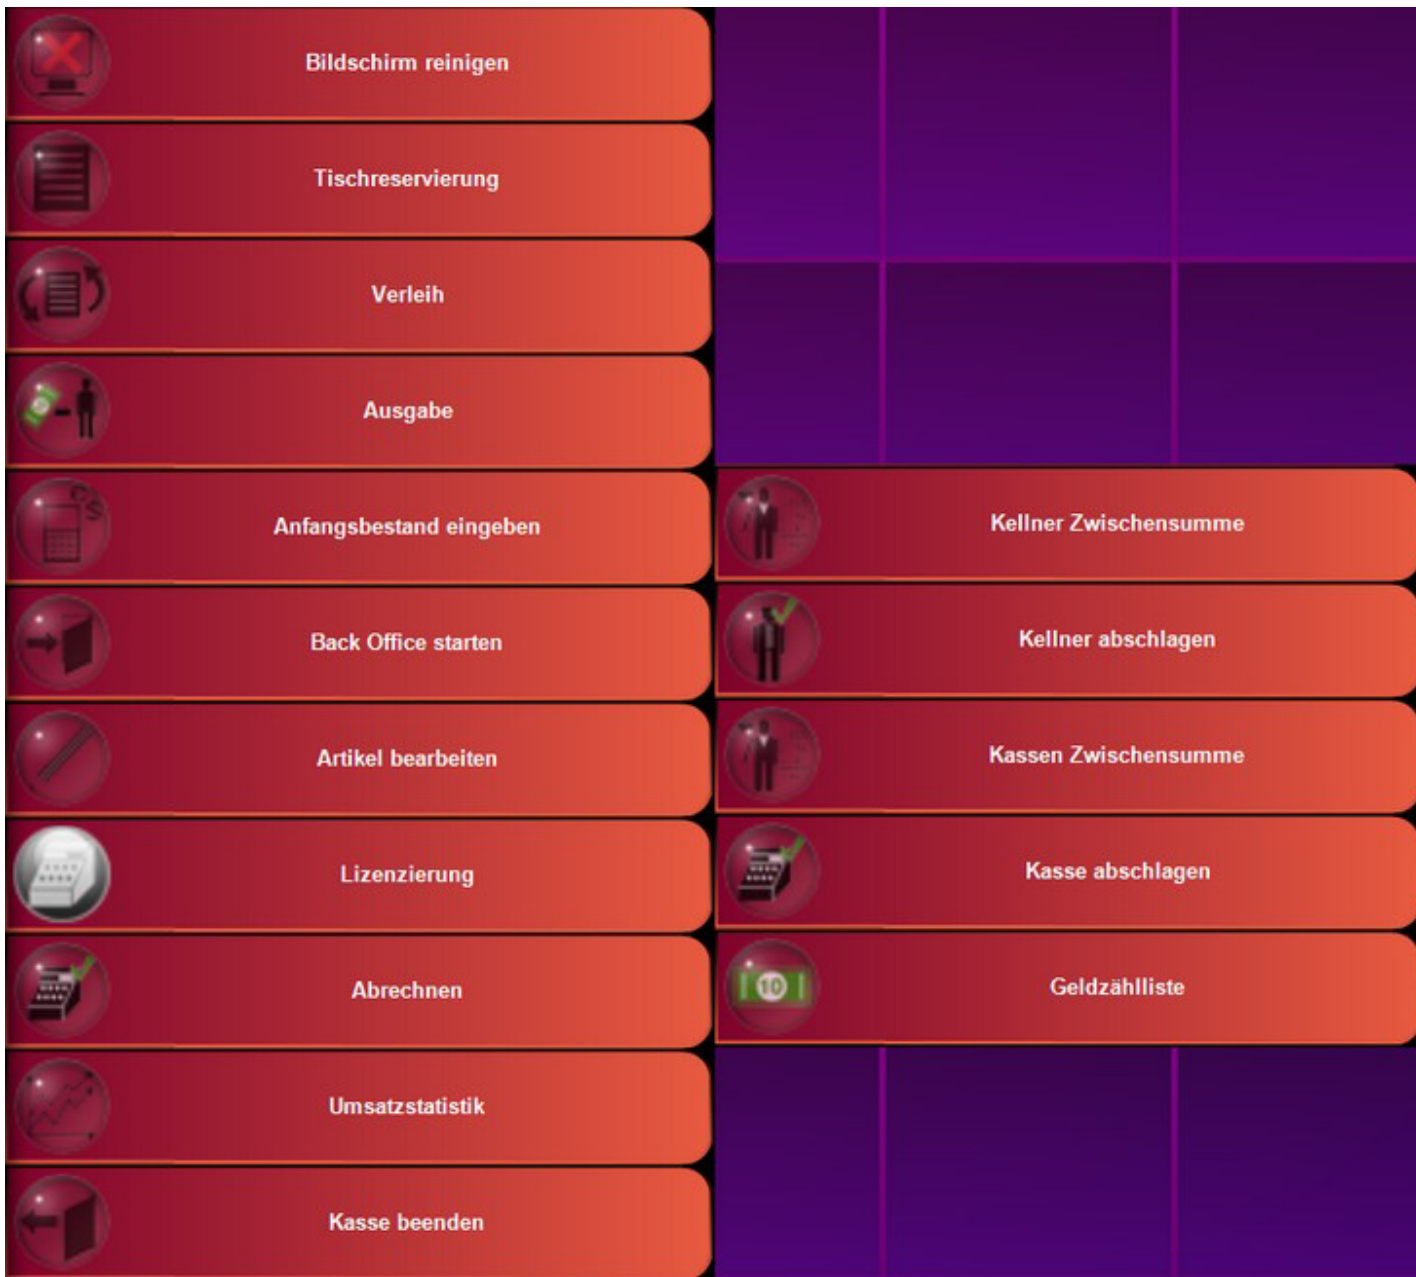 Bildschirm reinigen
Tischreservierung
Verleih
Ausgabe
Anfangsbestand eingeben
Back Office starten
Artikel bearbeiten
Lizenzierung
Abrechnen
Umsatzstatistik
Kasse beenden
Kellner Zwischensumme
Kellner abschlagen
Kassen Zwischensumme
Kasse abschlagen
10
Geldzählliste